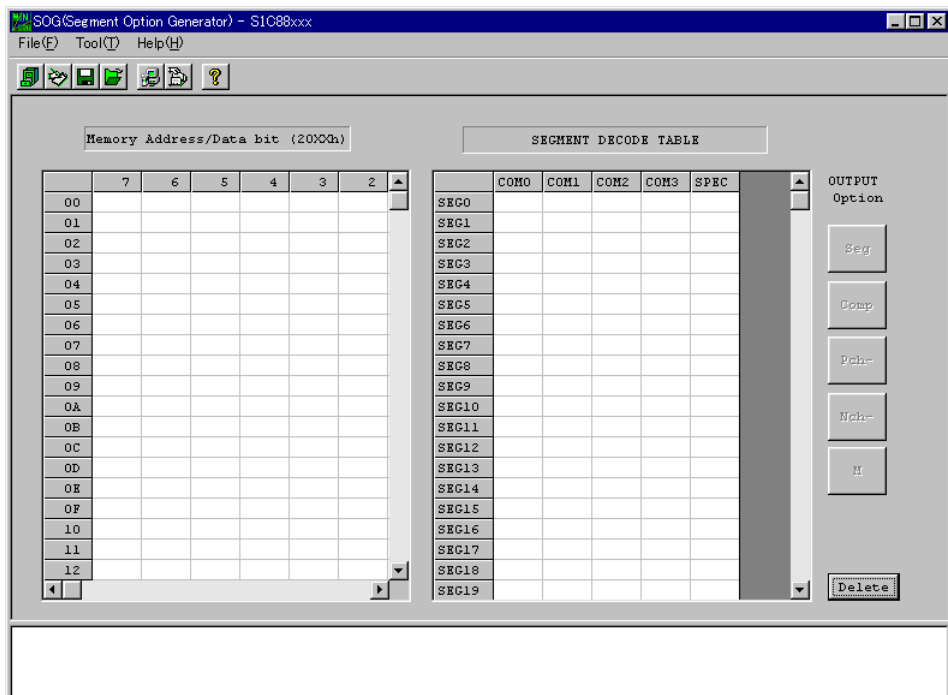 SOG(Segment Option Generator) - S1C88xxx
File(F) Tool(T) Help(H)
Memory Address/Data bit (20XXh)
SEGMENT DECODE TABLE
7 6 5 4 3 2
COM0 COM1 COM2 COM3 SPEC
OUTPUT
Option
00
01
02
03
04
05
06
07
08
09
0A
0B
0C
0D
0E
0F
10
11
12
SEG0
SEG1
SEG2
SEG3
SEG4
SEG5
SEG6
SEG7
SEG8
SEG9
SEG10
SEG11
SEG12
SEG13
SEG14
SEG15
SEG16
SEG17
SEG18
SEG19
Seg
Comp
Pch-
Nch-
M
Delete